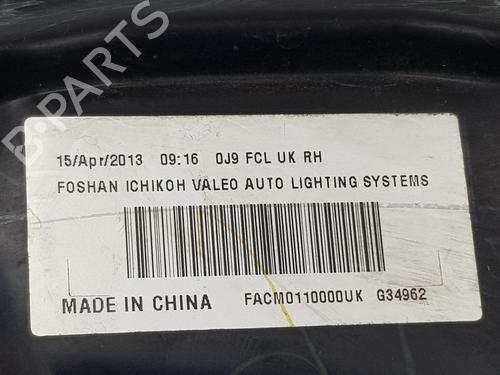 B-PARTS
15/Apr/2013 09:16 0J9 FCL UK RH
FOSHAN ICHIKOH VALEO AUTO LIGHTING SYSTEMS
MADE IN CHINA FACM0110000UK G34962